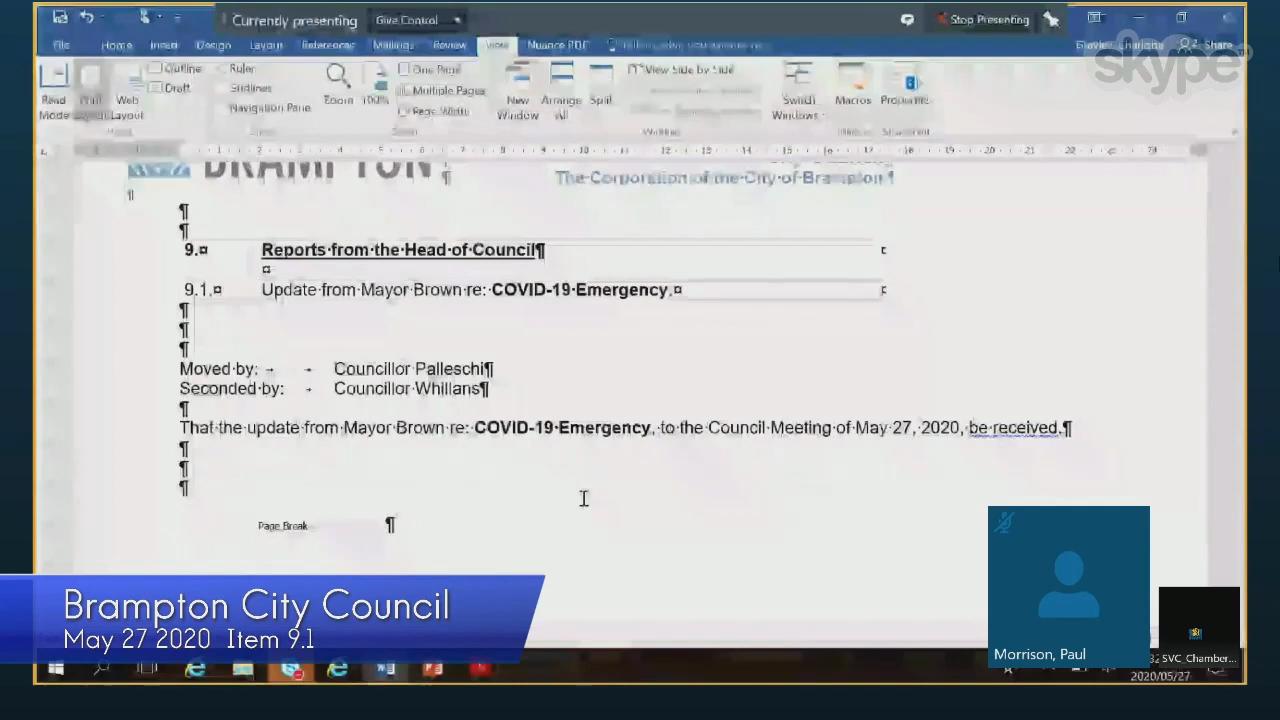 Currently presenting Give Control Stop Presenting
File Home Insert Design Layout References Mailings Review View Nuance PDF Share
skype
Outline Ruler One Page View Side by Side
Draft Gridlines Multiple Pages
Navigation Pane Page Width
Read Mode Print Web Layout Zoom 100% New Window Arrange All Split Switch Windows Macros Properties
BRAMPTON
The Corporation of the City of Brampton
9. Reports from the Head of Council
9.1. Update from Mayor Brown re: COVID-19 Emergency.
Moved by: Councillor Palleschi
Seconded by: Councillor Whillans
That the update from Mayor Brown re: COVID-19 Emergency, to the Council Meeting of May 27, 2020, be received.
Page Break
Brampton City Council
May 27 2020 Item 9.1
Morrison, Paul
SVC_Chamber...
2020/05/27